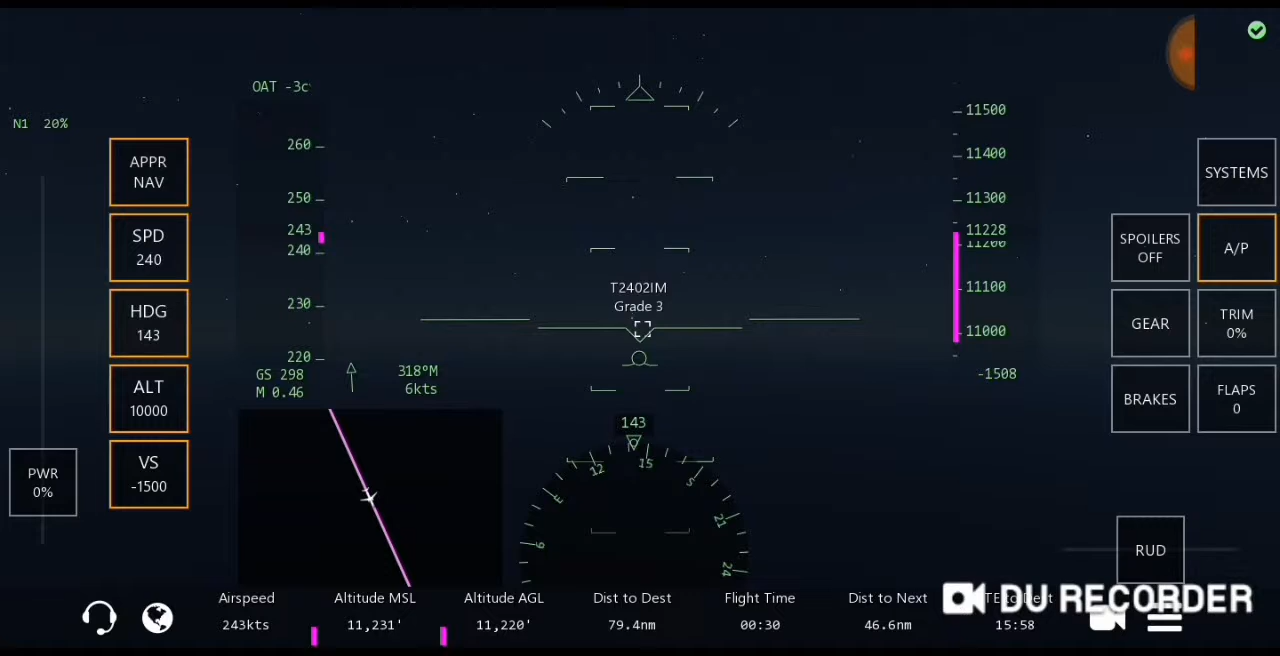 OAT -3c
N1 20%
APPR
NAV
SPD
240
HDG
143
ALT
10000
VS
-1500
PWR
0%
260
250
243
240
230
220
GS 298
M 0.46
318°M
6kts
T2402IM
Grade 3
143
12
15
S
21
24
E
6
11500
11400
11300
11228
11200
11100
11000
-1508
SYSTEMS
SPOILERS
OFF
A/P
GEAR
TRIM
0%
BRAKES
FLAPS
0
RUD
DU RECORDER
Airspeed
243kts
Altitude MSL
11,231'
Altitude AGL
11,220'
Dist to Dest
79.4nm
Flight Time
00:30
Dist to Next
46.6nm
15:58